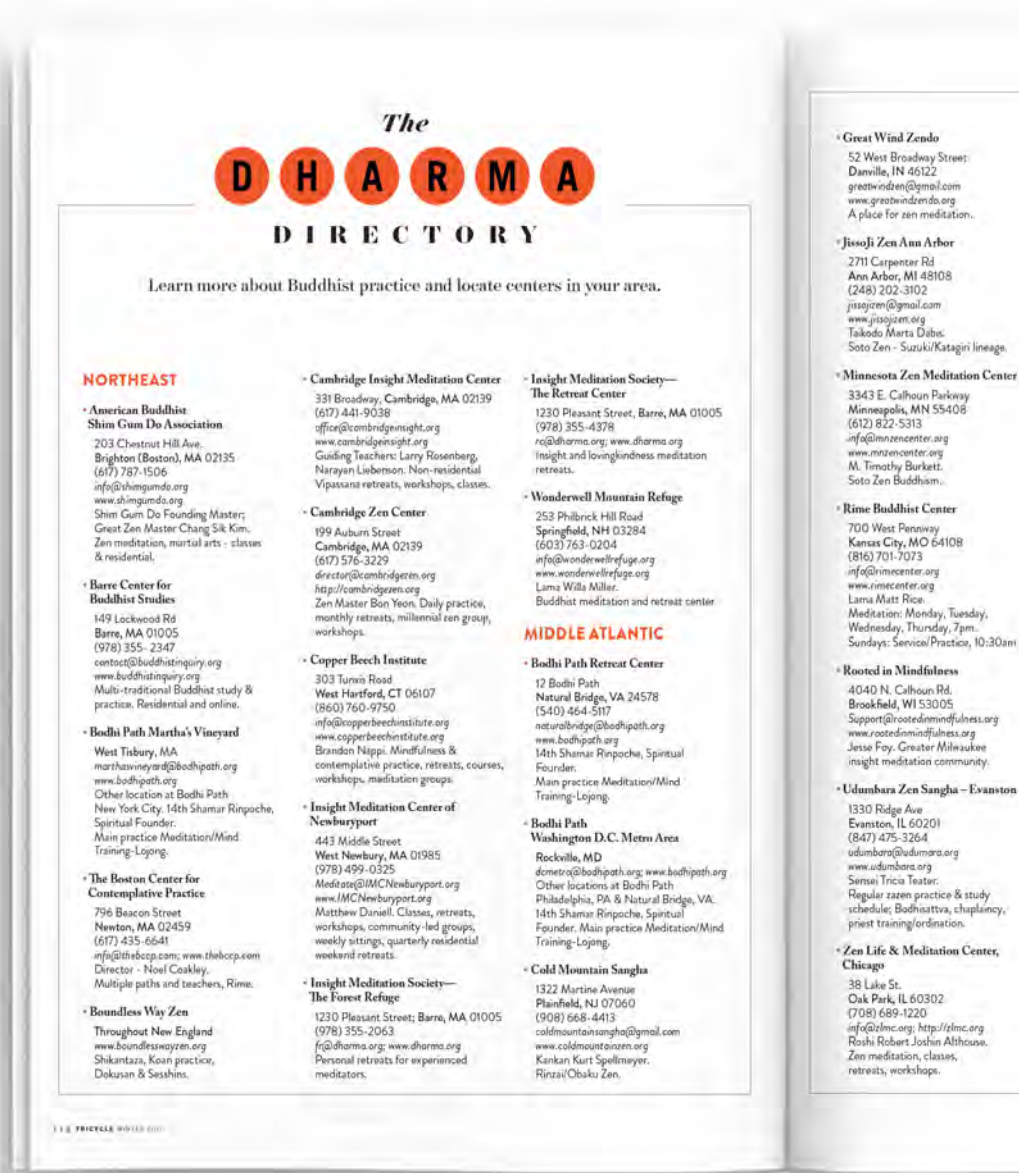 The
DHARMA
DIRECTORY
Learn more about Buddhist practice and locate centers in your area.
NORTHEAST
• American Buddhist
Shim Gum Do Association
203 Chestnut Hill Ave.
Brighton (Boston), MA 02135
(617) 787-1506
info@shimgumdo.org
www.shimgumdo.org
Shim Gum Do Founding Master;
Great Zen Master Chang Sik Kim.
Zen meditation, martial arts - classes
& residential.
• Barre Center for
Buddhist Studies
149 Lockwood Rd
Barre, MA 01005
(978) 355- 2347
contact@buddhistinquiry.org
www.buddhistinquiry.org
Multi-traditional Buddhist study &
practice. Residential and online.
• Bodhi Path Martha's Vineyard
West Tisbury, MA
marthasvineyard@bodhipath.org
www.bodhipath.org
Other location at Bodhi Path
New York City. 14th Shamar Rinpoche,
Spiritual Founder.
Main practice Meditation/Mind
Training-Lojong.
• The Boston Center for
Contemplative Practice
796 Beacon Street
Newton, MA 02459
(617) 435-6641
info@thebccp.com; www.thebccp.com
Director - Noel Coakley.
Multiple paths and teachers, Rime.
• Boundless Way Zen
Throughout New England
www.boundlesswayzen.org
Shikantaza, Koan practice,
Dokusan & Sesshins.
• Cambridge Insight Meditation Center
331 Broadway, Cambridge, MA 02139
(617) 441-9038
office@cambridgeinsight.org
www.cambridgeinsight.org
Guiding Teachers: Larry Rosenberg,
Narayan Liebenson. Non-residential
Vipassana retreats, workshops, classes.
• Cambridge Zen Center
199 Auburn Street
Cambridge, MA 02139
(617) 576-3229
director@cambridgezen.org
http://cambridgezen.org
Zen Master Bon Yeon. Daily practice,
monthly retreats, millennial zen group,
workshops.
• Copper Beech Institute
303 Tunxis Road
West Hartford, CT 06107
(860) 760-9750
info@copperbeechinstitute.org
www.copperbeechinstitute.org
Brandon Nappi. Mindfulness &
contemplative practice, retreats, courses,
workshops, meditation groups.
• Insight Meditation Center of
Newburyport
443 Middle Street
West Newbury, MA 01985
(978) 499-0325
Meditate@IMCNewburyport.org
www.IMCNewburyport.org
Matthew Daniell. Classes, retreats,
workshops, community-led groups,
weekly sittings, quarterly residential
weekend retreats.
• Insight Meditation Society—
The Forest Refuge
1230 Pleasant Street; Barre, MA 01005
(978) 355-2063
fr@dharma.org; www.dharma.org
Personal retreats for experienced
meditators.
• Insight Meditation Society—
The Retreat Center
1230 Pleasant Street, Barre, MA 01005
(978) 355-4378
rc@dharma.org; www.dharma.org
Insight and lovingkindness meditation
retreats.
• Wonderwell Mountain Refuge
253 Philbrick Hill Road
Springfield, NH 03284
(603) 763-0204
info@wonderwellrefuge.org
www.wonderwellrefuge.org
Lama Willa Miller.
Buddhist meditation and retreat center
MIDDLE ATLANTIC
• Bodhi Path Retreat Center
12 Bodhi Path
Natural Bridge, VA 24578
(540) 464-5117
naturalbridge@bodhipath.org
www.bodhipath.org
14th Shamar Rinpoche, Spiritual
Founder.
Main practice Meditation/Mind
Training-Lojong.
• Bodhi Path
Washington D.C. Metro Area
Rockville, MD
dcmetro@bodhipath.org; www.bodhipath.org
Other locations at Bodhi Path
Philadelphia, PA & Natural Bridge, VA.
14th Shamar Rinpoche, Spiritual
Founder. Main practice Meditation/Mind
Training-Lojong.
• Cold Mountain Sangha
1322 Martine Avenue
Plainfield, NJ 07060
(908) 668-4413
coldmountainsangha@gmail.com
www.coldmountainzen.org
Kankan Kurt Spellmeyer.
Rinzai/Obaku Zen.
TRICYCLE WINTER
• Great Wind Zendo
52 West Broadway Street
Danville, IN 46122
greatwindzen@gmail.com
www.greatwindzendo.org
A place for zen meditation.
• JissoJi Zen Ann Arbor
2711 Carpenter Rd
Ann Arbor, MI 48108
(248) 202-3102
jissojizen@gmail.com
www.jissojizen.org
Taikodo Marta Dabis.
Soto Zen - Suzuki/Katagiri lineage.
• Minnesota Zen Meditation Center
3343 E. Calhoun Parkway
Minneapolis, MN 55408
(612) 822-5313
info@mnzencenter.org
www.mnzencenter.org
M. Timothy Burkett.
Soto Zen Buddhism.
• Rime Buddhist Center
700 West Pennway
Kansas City, MO 64108
(816) 701-7073
info@rimecenter.org
www.rimecenter.org
Lama Matt Rice.
Meditation: Monday, Tuesday,
Wednesday, Thursday, 7pm.
Sundays: Service/Practice, 10:30am
• Rooted in Mindfulness
4040 N. Calhoun Rd.
Brookfield, WI 53005
Support@rootedinmindfulness.org
www.rootedinmindfulness.org
Jesse Foy. Greater Milwaukee
insight meditation community.
• Udumbara Zen Sangha – Evanston
1330 Ridge Ave
Evanston, IL 60201
(847) 475-3264
udumbara@udumara.org
www.udumbara.org
Sensei Tricia Teater.
Regular zazen practice & study
schedule; Bodhisattva, chaplaincy,
priest training/ordination.
• Zen Life & Meditation Center,
Chicago
38 Lake St.
Oak Park, IL 60302
(708) 689-1220
info@zlmc.org; http://zlmc.org
Roshi Robert Joshin Althouse.
Zen meditation, classes,
retreats, workshops.